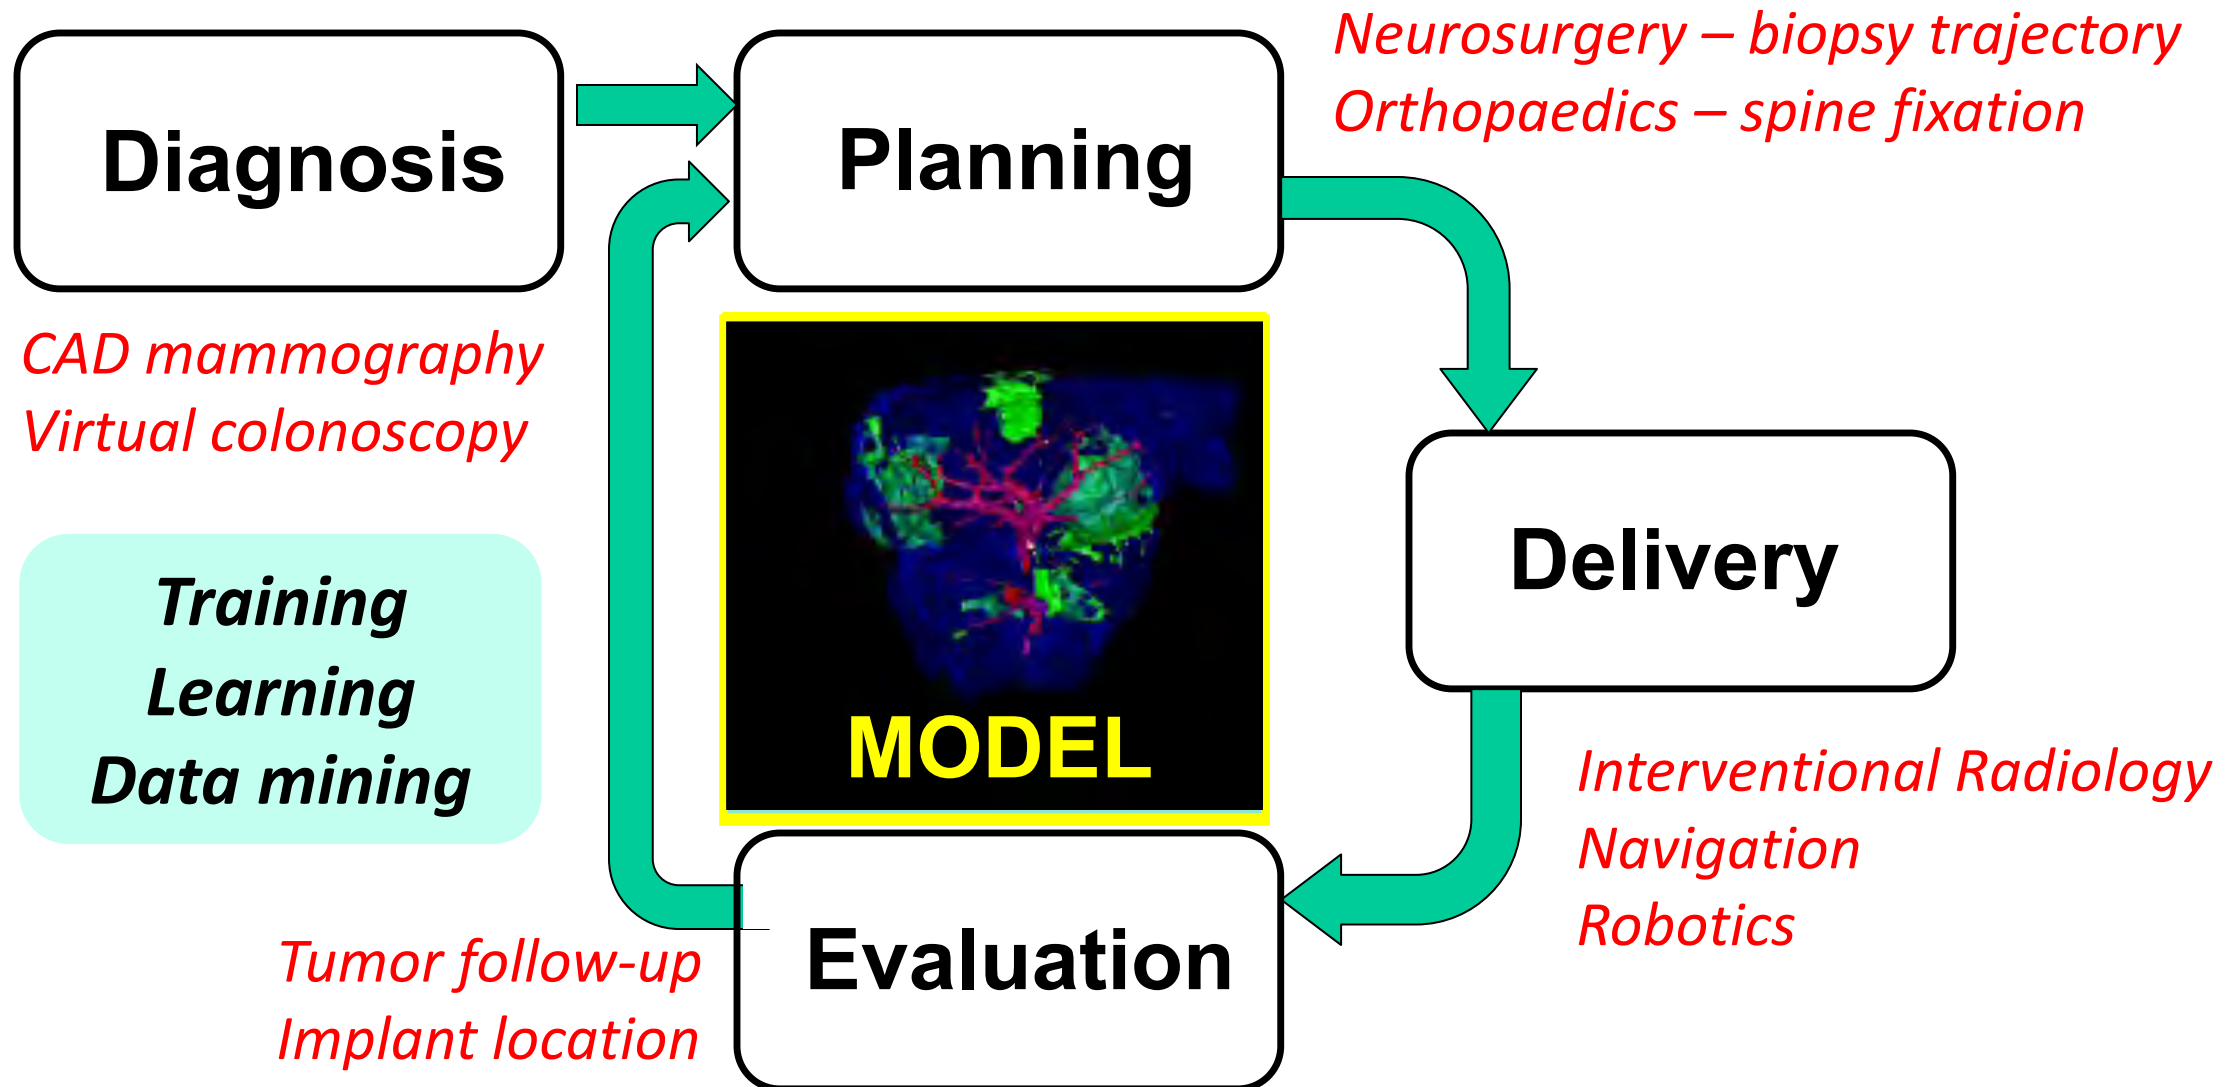 Diagnosis
Planning
Neurosurgery – biopsy trajectory
Orthopaedics – spine fixation
CAD mammography
Virtual colonoscopy
Training
Learning
Data mining
MODEL
Delivery
Interventional Radiology
Navigation
Robotics
Evaluation
Tumor follow-up
Implant location